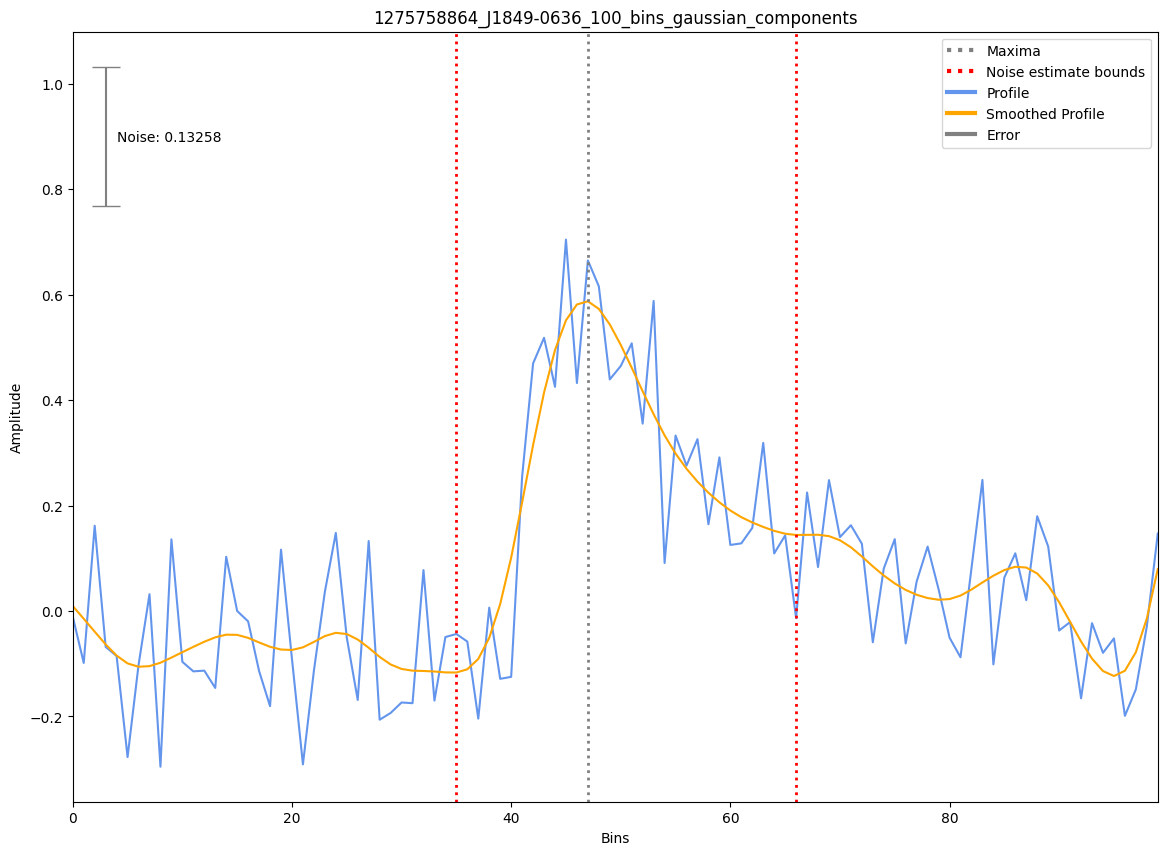 1275758864_J1849-0636_100_bins_gaussian_components
Maxima
Noise estimate bounds
Profile
Smoothed Profile
Error
Noise: 0.13258
1.0
0.8
0.6
0.4
0.2
0.0
−0.2
Amplitude
0 20 40 60 80
Bins